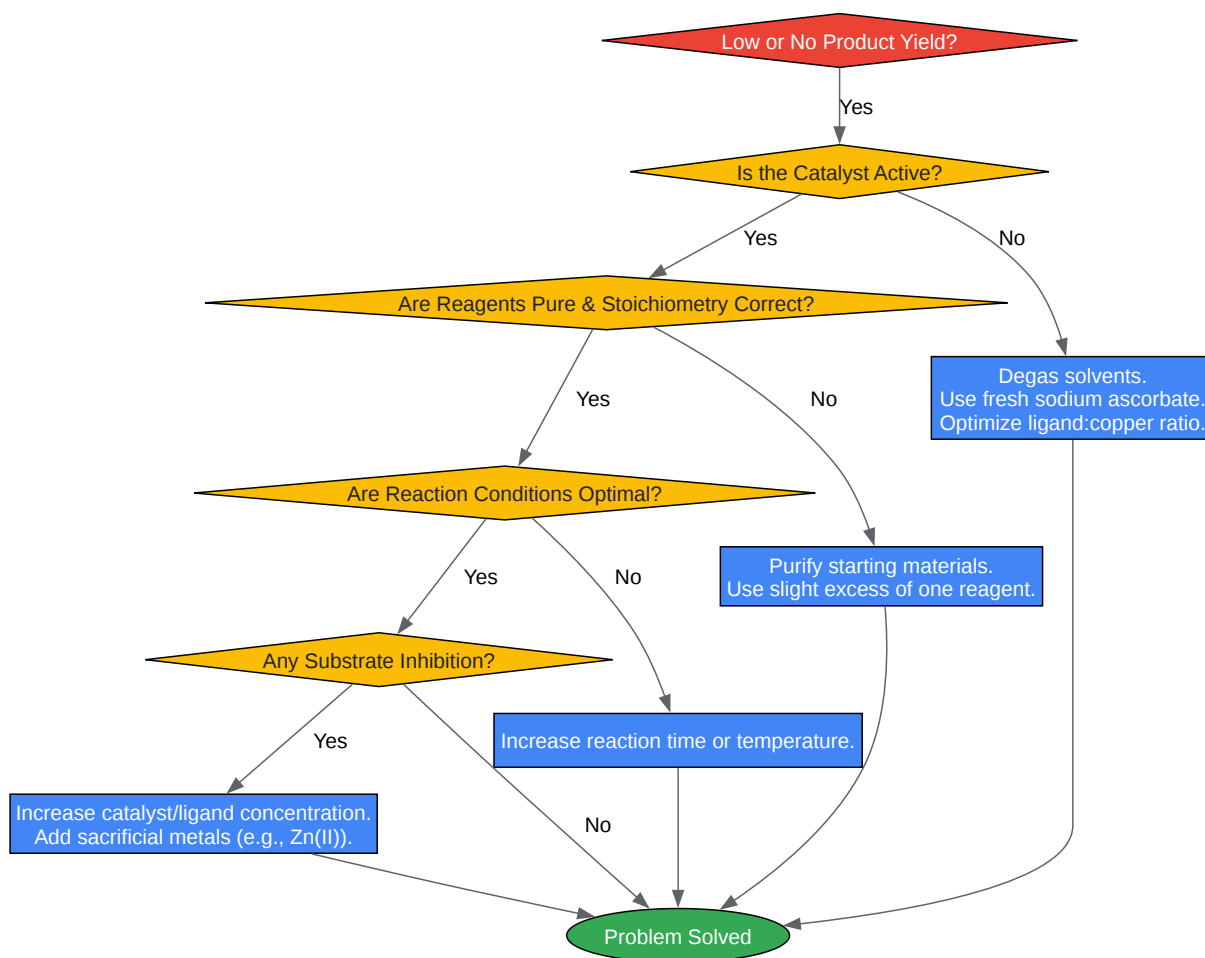 Low or No Product Yield?
Yes
Is the Catalyst Active?
Yes
No
Are Reagents Pure & Stoichiometry Correct?
Degas solvents.
Use fresh sodium ascorbate.
Optimize ligand:copper ratio.
Yes
No
Are Reaction Conditions Optimal?
Purify starting materials.
Use slight excess of one reagent.
Yes
No
Any Substrate Inhibition?
Increase reaction time or temperature.
Yes
Increase catalyst/ligand concentration.
Add sacrificial metals (e.g., Zn(II)).
No
Problem Solved